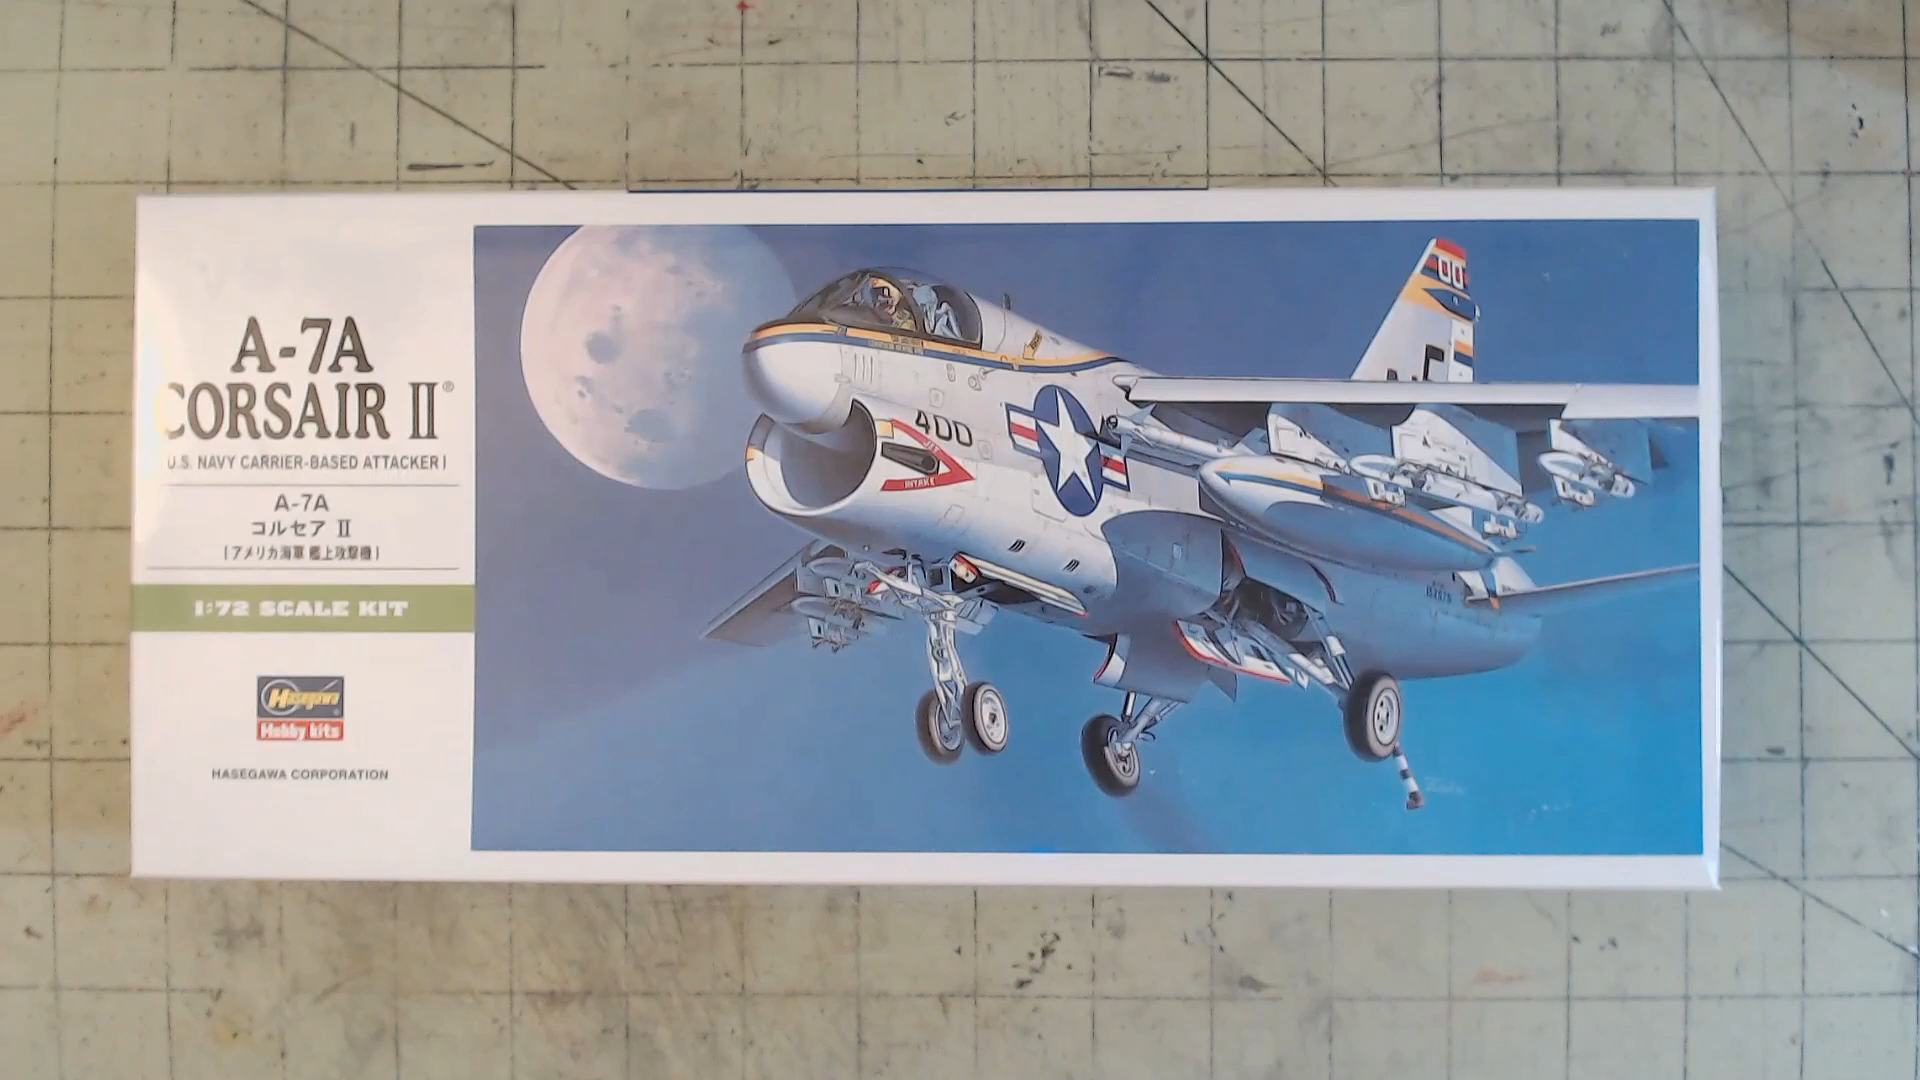 A-7A
CORSAIR II®
U.S. NAVY CARRIER-BASED ATTACKER
A-7A
コルセア II
アメリカ海軍 艦上攻撃機
1:72 SCALE KIT
Hasegawa
Hobby kits
HASEGAWA CORPORATION
400
JET
INTAKE
00